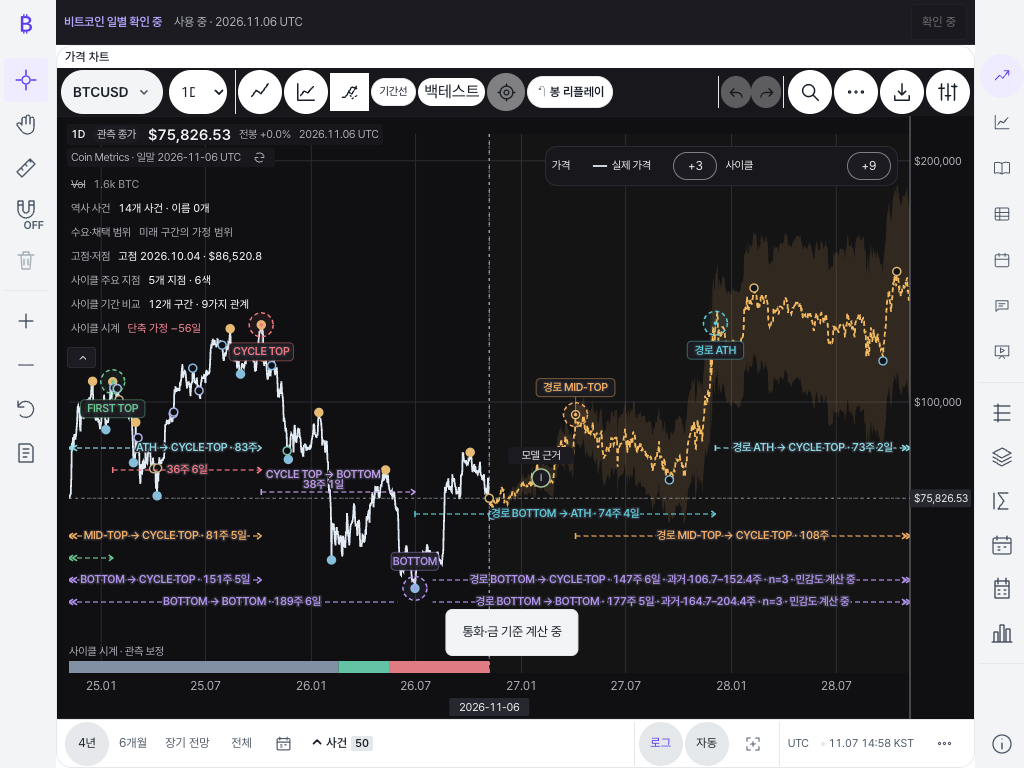 비트코인 일별 확인 중 사용 중 · 2026.11.06 UTC 확인 중
가격 차트
BTCUSD 1D 기간선 백테스트 봉 리플레이
1D 관측 종가 $75,826.53 전봉 +0.0% 2026.11.06 UTC
Coin Metrics · 일말 2026-11-06 UTC
가격 실제 가격 +3 사이클 +9
$200,000
Vol 1.6k BTC
OFF
역사 사건 14개 사건 · 이름 0개
수요·채택 범위 미래 구간의 가정 범위
고점·저점 고점 2026.10.04 · $86,520.8
사이클 주요 지점 5개 지점 · 6색
사이클 기간 비교 12개 구간 · 9가지 관계
사이클 시계 단축 가정 −56일
CYCLE TOP
경로 ATH
경로 MID-TOP
FIRST TOP
$100,000
ATH → CYCLE TOP · 83주
경로 ATH → CYCLE TOP · 73주 2일
모델 근거
36주 6일
CYCLE TOP → BOTTOM
38주 1일
$75,826.53
경로 BOTTOM → ATH · 74주 4일
MID-TOP → CYCLE TOP · 81주 5일
경로 MID-TOP → CYCLE TOP · 108주
BOTTOM
BOTTOM → CYCLE TOP · 151주 5일
경로 BOTTOM → CYCLE TOP · 147주 6일 · 과거 106.7–152.4주 · n=3 · 민감도 계산 중
BOTTOM → BOTTOM · 189주 6일
경로 BOTTOM → BOTTOM · 177주 5일 · 과거 164.7–204.4주 · n=3 · 민감도 계산 중
통화·금 기준 계산 중
사이클 시계 · 관측 보정
25.01 25.07 26.01 26.07 27.01 27.07 28.01 28.07
2026-11-06
4년 6개월 장기 전망 전체 사건 50 로그 자동 UTC 11.07 14:58 KST